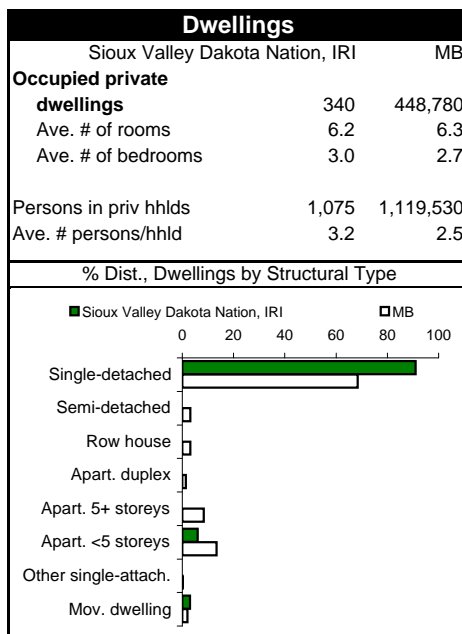 Dwellings
Sioux Valley Dakota Nation, IRI MB
Occupied private
dwellings 340 448,780
Ave. # of rooms 6.2 6.3
Ave. # of bedrooms 3.0 2.7
Persons in priv hhlds 1,075 1,119,530
Ave. # persons/hhld 3.2 2.5
% Dist., Dwellings by Structural Type
Sioux Valley Dakota Nation, IRI MB
0 20 40 60 80 100
Single-detached
Semi-detached
Row house
Apart. duplex
Apart. 5+ storeys
Apart. <5 storeys
Other single-attach.
Mov. dwelling